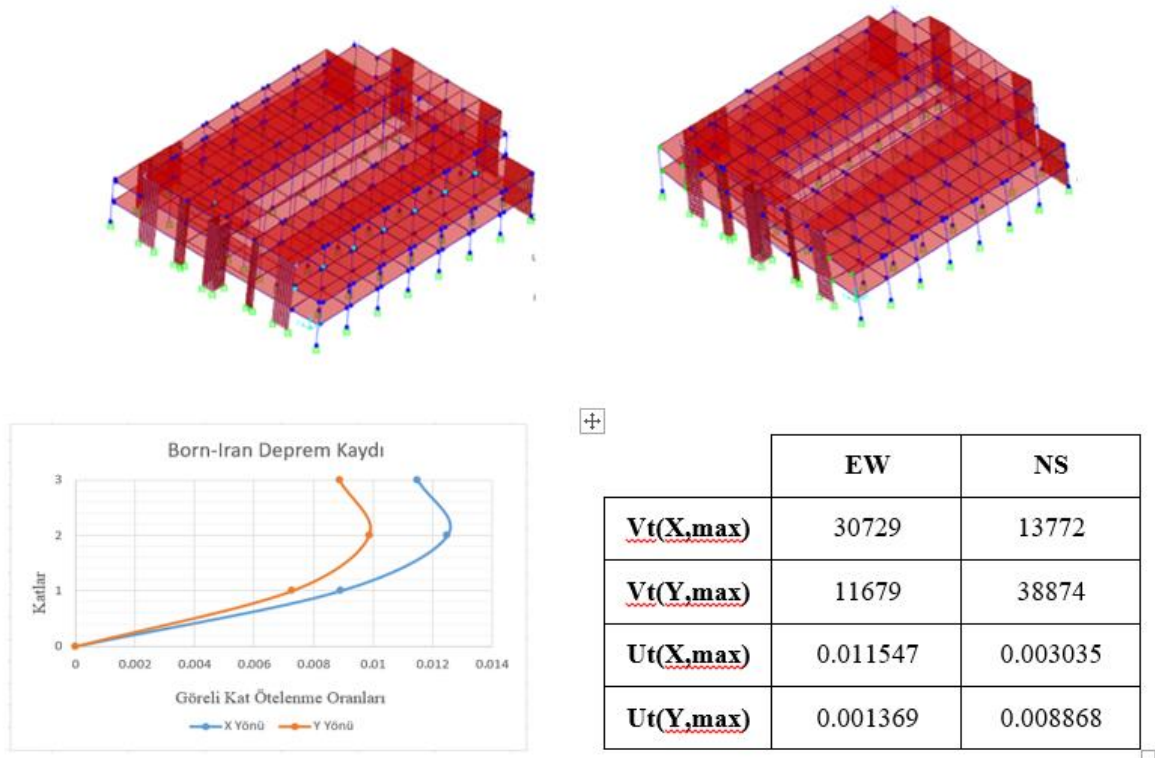 Born-Iran Deprem Kaydı
3
2
1
0
Katlar
0 0.002 0.004 0.006 0.008 0.01 0.012 0.014
Göreli Kat Ötelenme Oranları
X Yönü Y Yönü
EW NS
Vt(X,max) 30729 13772
Vt(Y,max) 11679 38874
Ut(X,max) 0.011547 0.003035
Ut(Y,max) 0.001369 0.008868